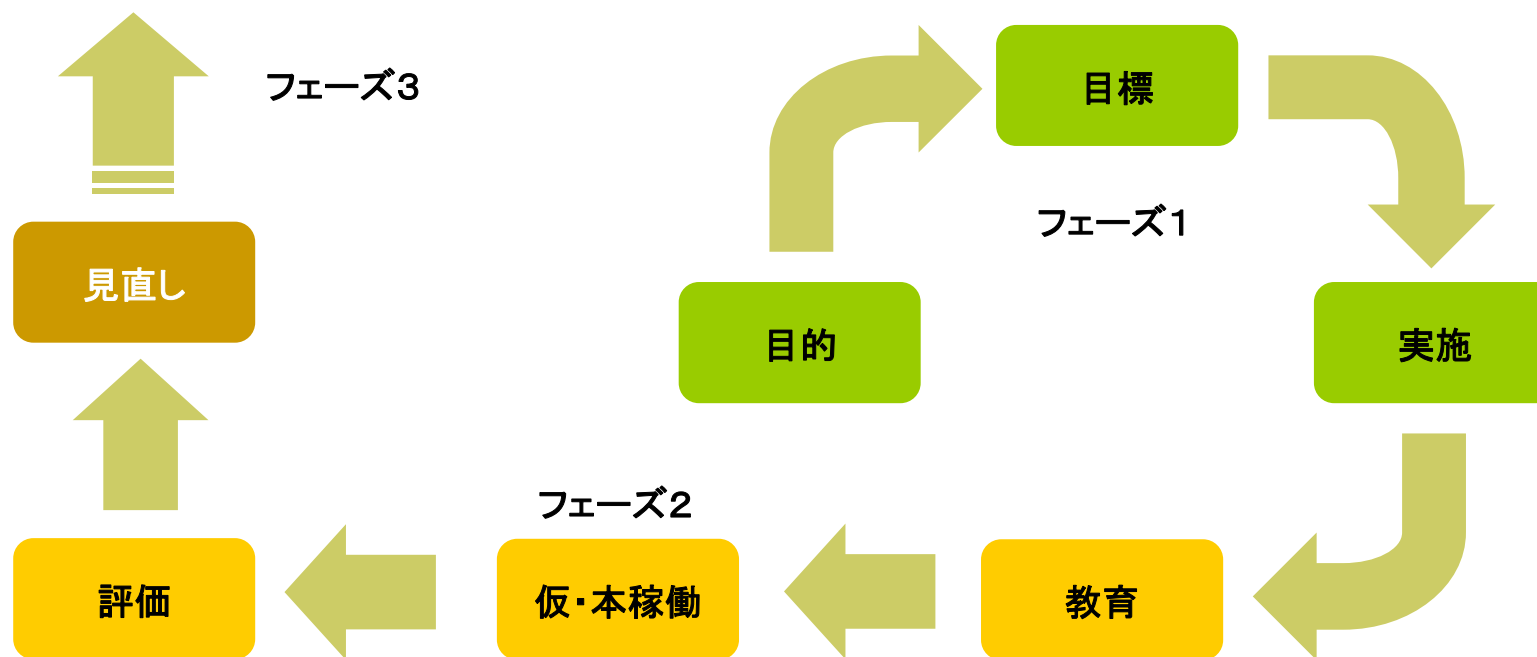 フェーズ３
目標
フェーズ１
見直し
目的
実施
フェーズ２
評価
仮・本稼働
教育